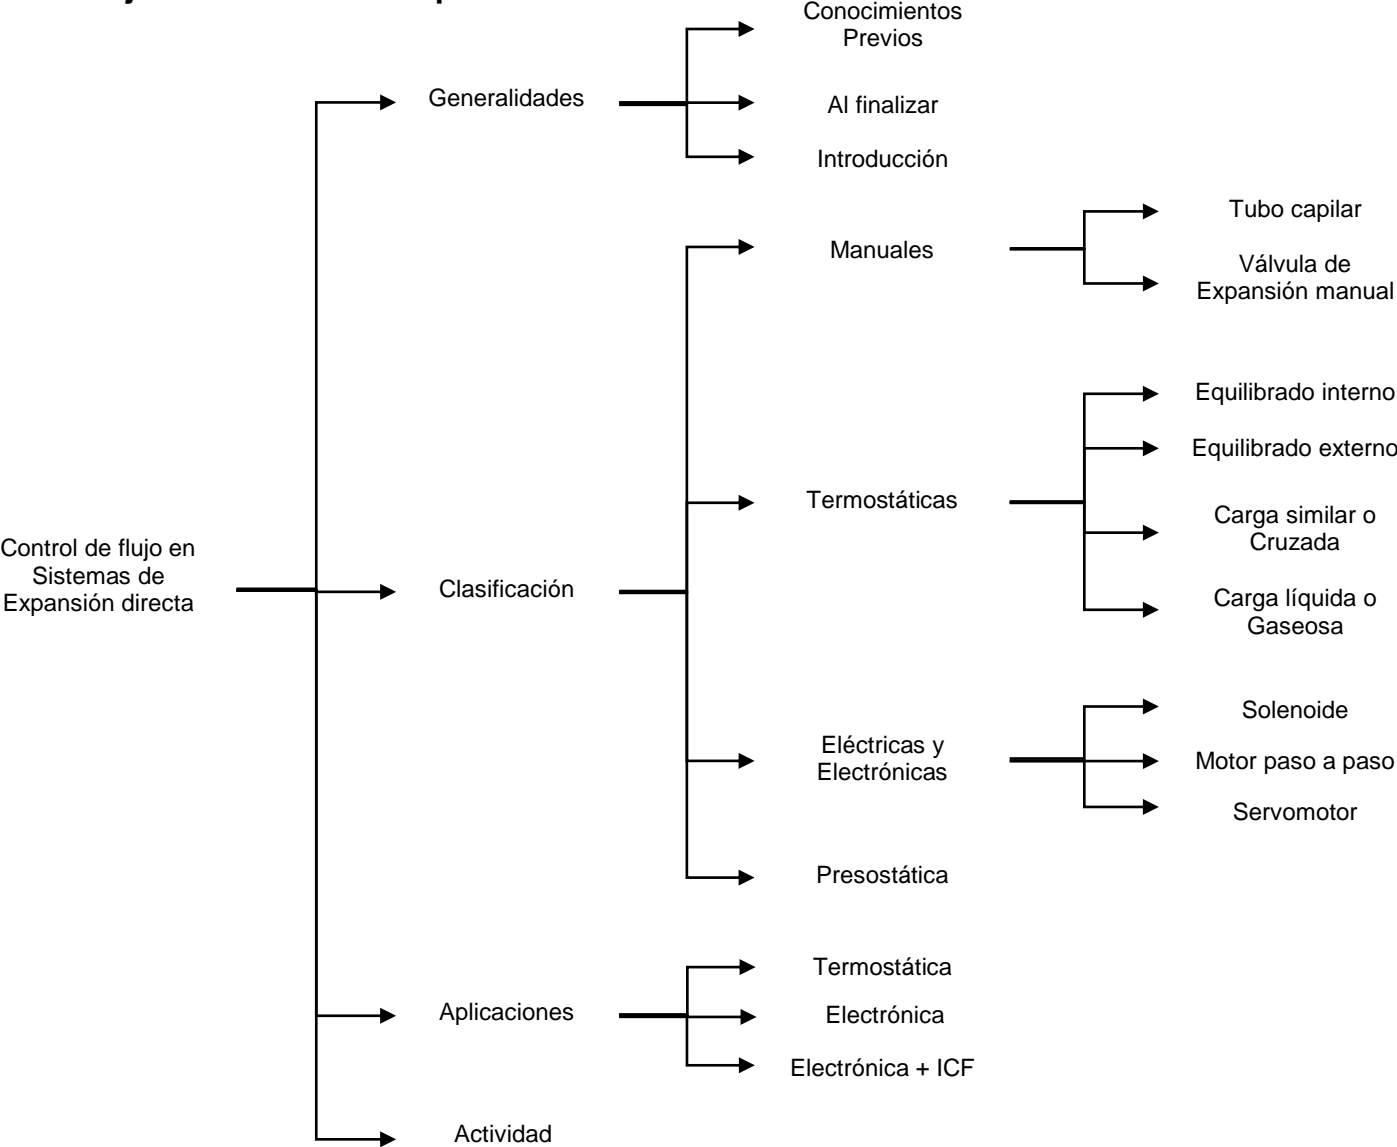 Conocimientos
Previos
Generalidades
Al finalizar
Introducción
Tubo capilar
Manuales
Válvula de
Expansión manual
Equilibrado interno
Equilibrado externo
Termostáticas
Carga similar o
Cruzada
Control de flujo en
Sistemas de
Expansión directa
Clasificación
Carga líquida o
Gaseosa
Solenoide
Eléctricas y
Electrónicas
Motor paso a paso
Servomotor
Presostática
Termostática
Aplicaciones
Electrónica
Electrónica + ICF
Actividad